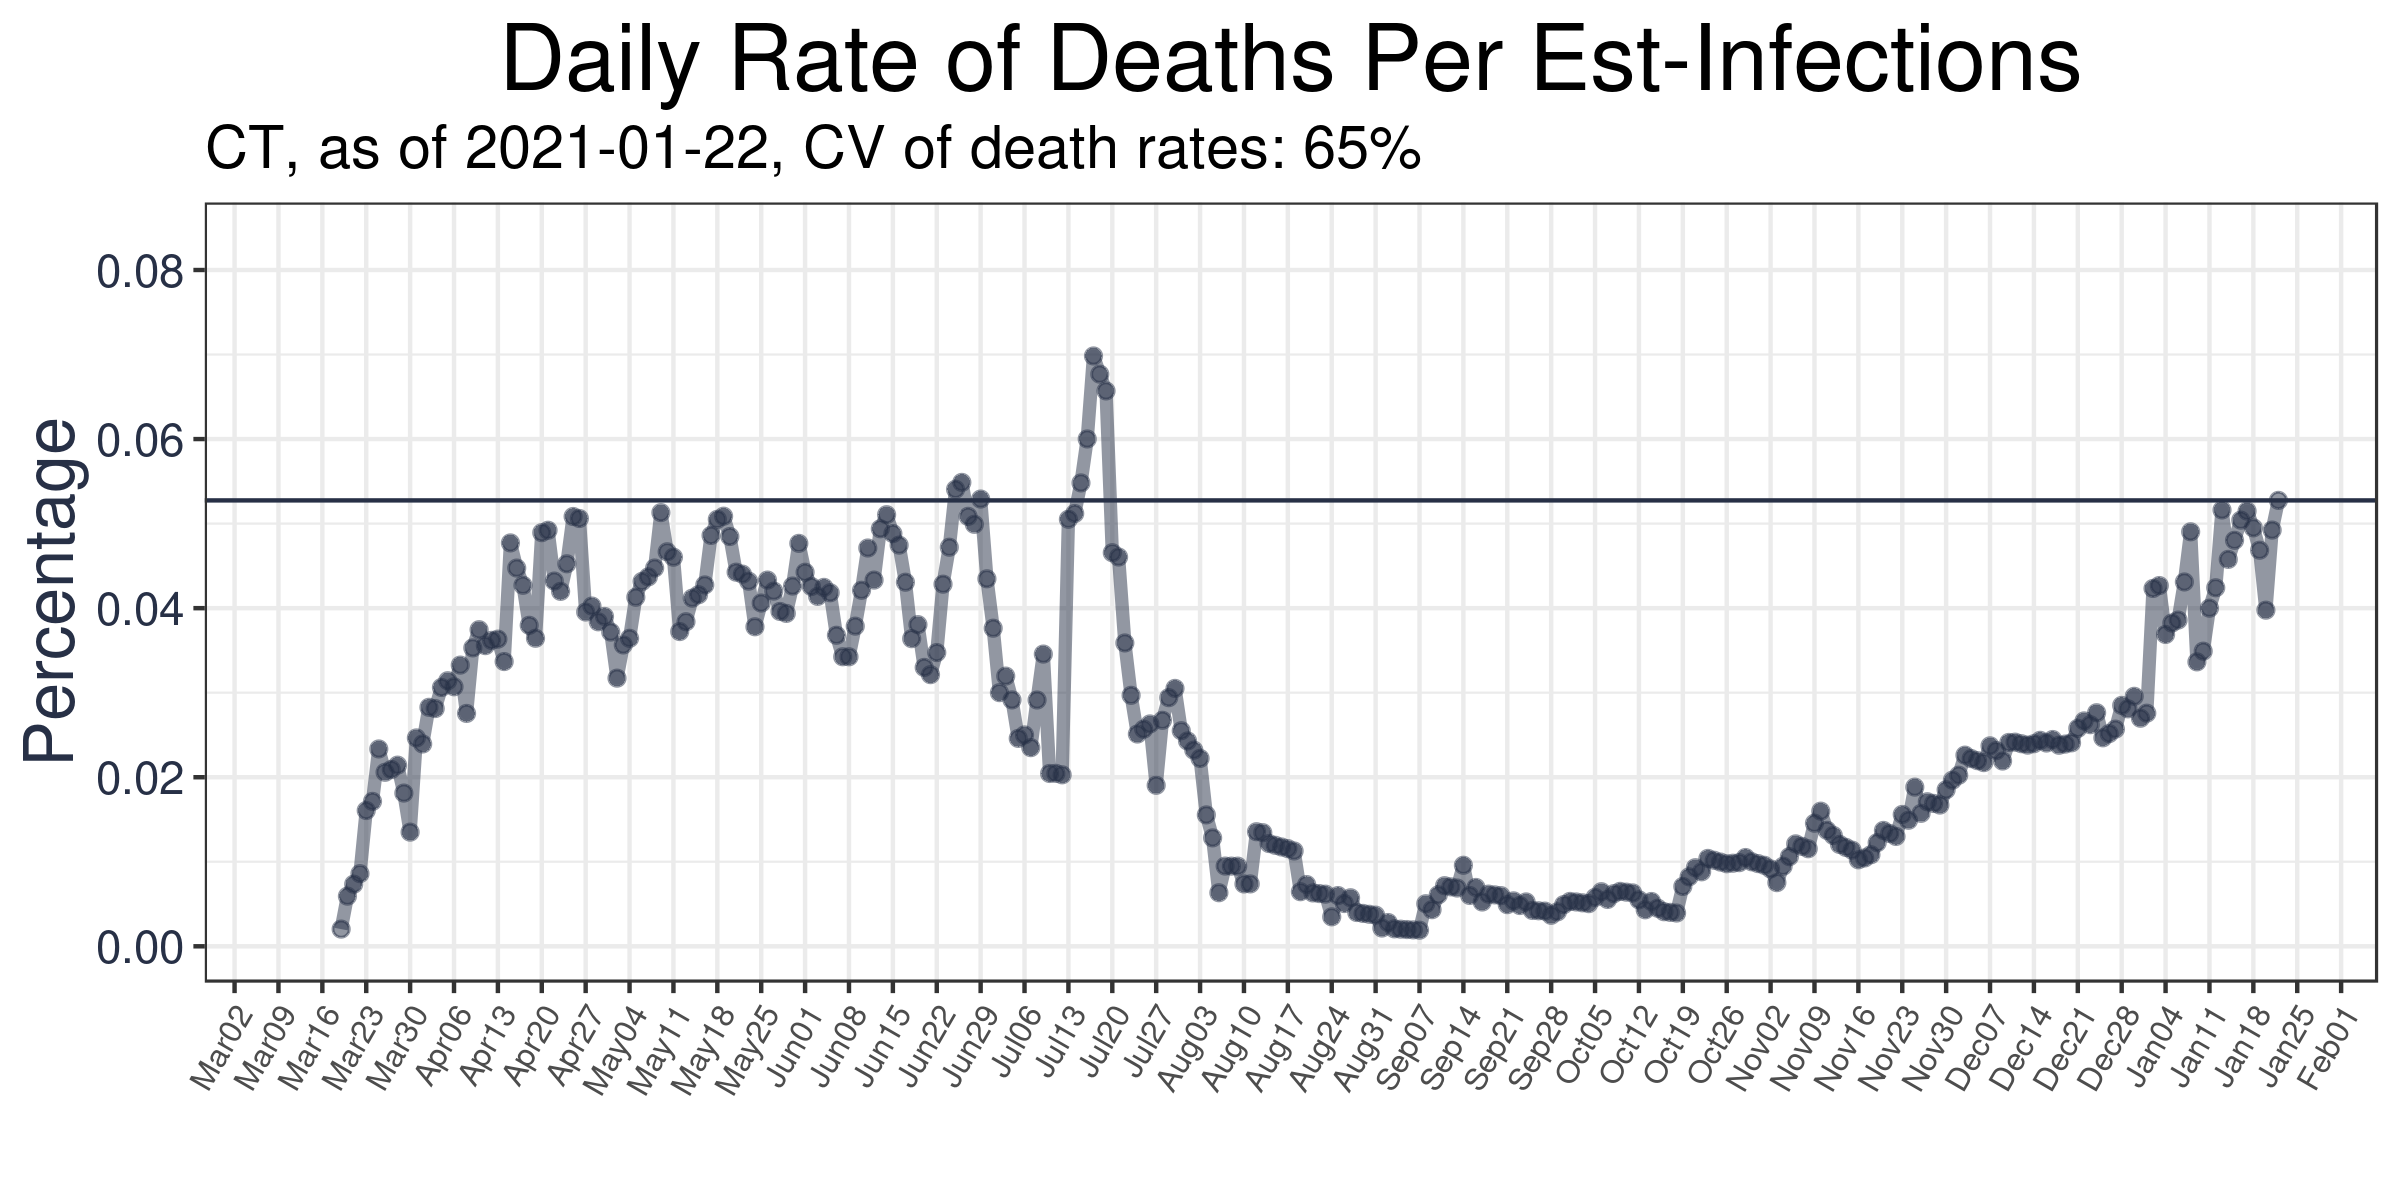 Daily Rate of Deaths Per Est-Infections
CT, as of 2021-01-22, CV of death rates: 65%
Percentage
0.08
0.06
0.04
0.02
0.00
Mar02
Mar09
Mar16
Mar23
Mar30
Apr06
Apr13
Apr20
Apr27
May04
May11
May18
May25
Jun01
Jun08
Jun15
Jun22
Jun29
Jul06
Jul13
Jul20
Jul27
Aug03
Aug10
Aug17
Aug24
Aug31
Sep07
Sep14
Sep21
Sep28
Oct05
Oct12
Oct19
Oct26
Nov02
Nov09
Nov16
Nov23
Nov30
Dec07
Dec14
Dec21
Dec28
Jan04
Jan11
Jan18
Jan25
Feb01